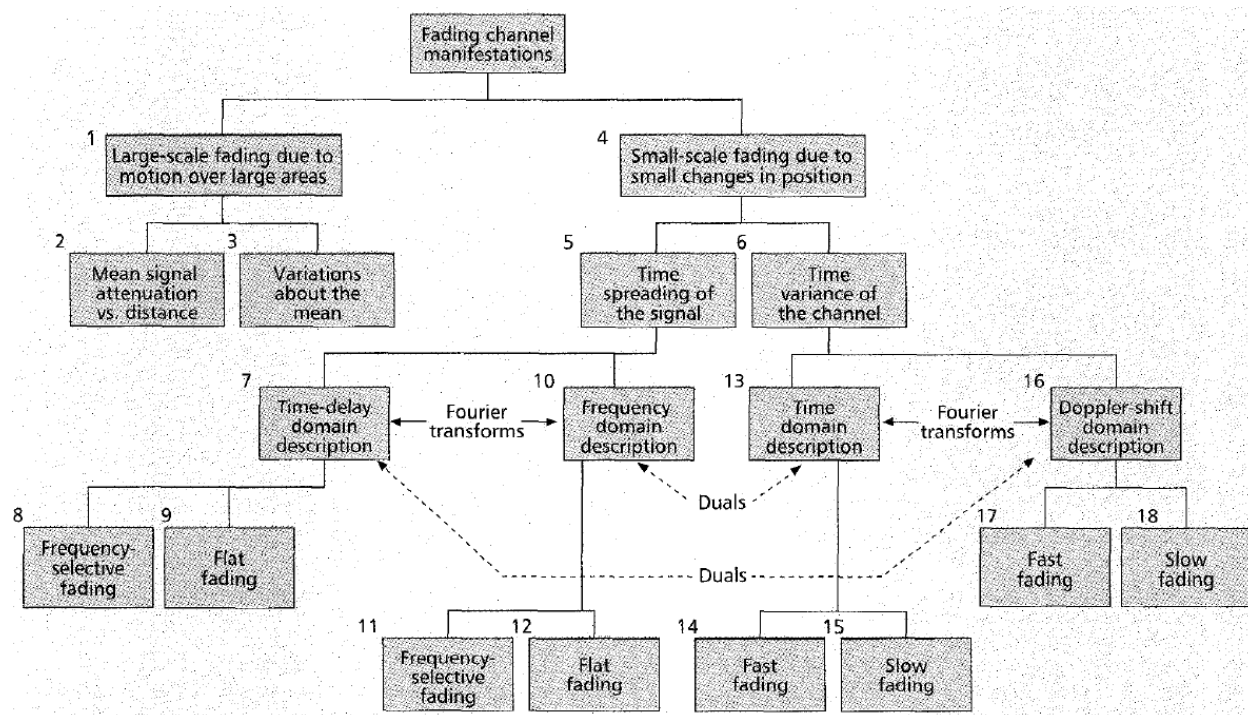 Fading channel
manifestations
1
Large-scale fading due to
motion over large areas
4
Small-scale fading due to
small changes in position
2
Mean signal
attenuation
vs. distance
3
Variations
about the
mean
5
Time
spreading of
the signal
6
Time
variance of
the channel
7
Time-delay
domain
description
Fourier
transforms
10
Frequency
domain
description
13
Time
domain
description
Fourier
transforms
16
Doppler-shift
domain
description
Duals
Duals
8
Frequency-
selective
fading
9
Flat
fading
17
Fast
fading
18
Slow
fading
11
Frequency-
selective
fading
12
Flat
fading
14
Fast
fading
15
Slow
fading